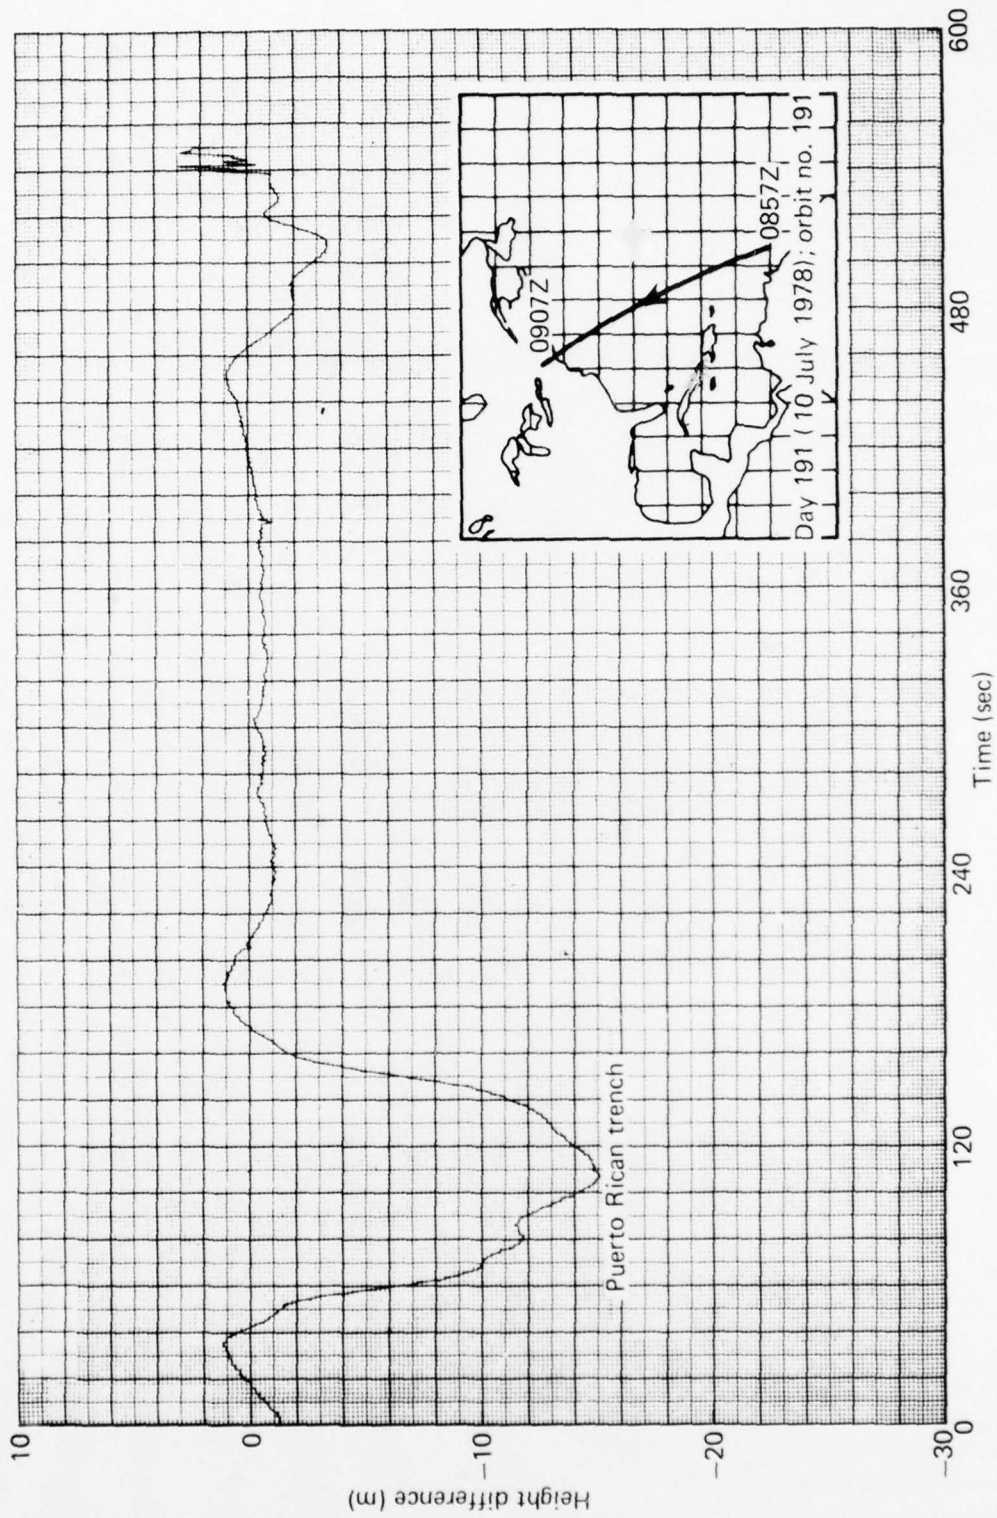 Height difference (m)
10
0
−10
−20
−30
Puerto Rican trench
0907Z
0857Z
Day 191 (10 July 1978); orbit no. 191
0
120
240
360
480
600
Time (sec)